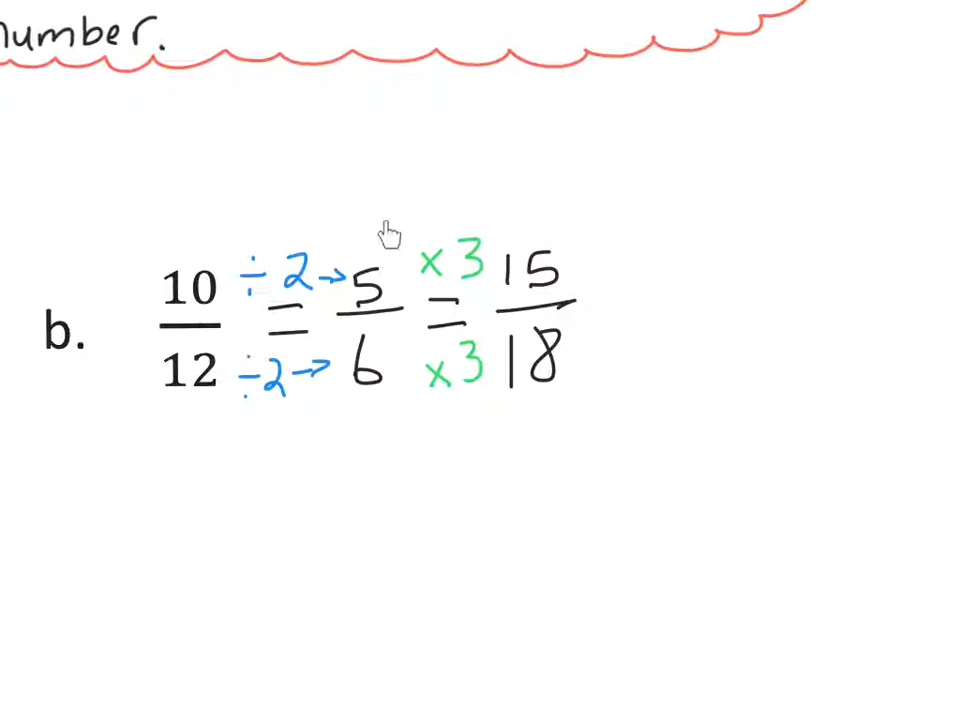 number.
b. 10/12 ÷2→ ÷2→ = 5/6 ×3 ×3 = 15/18